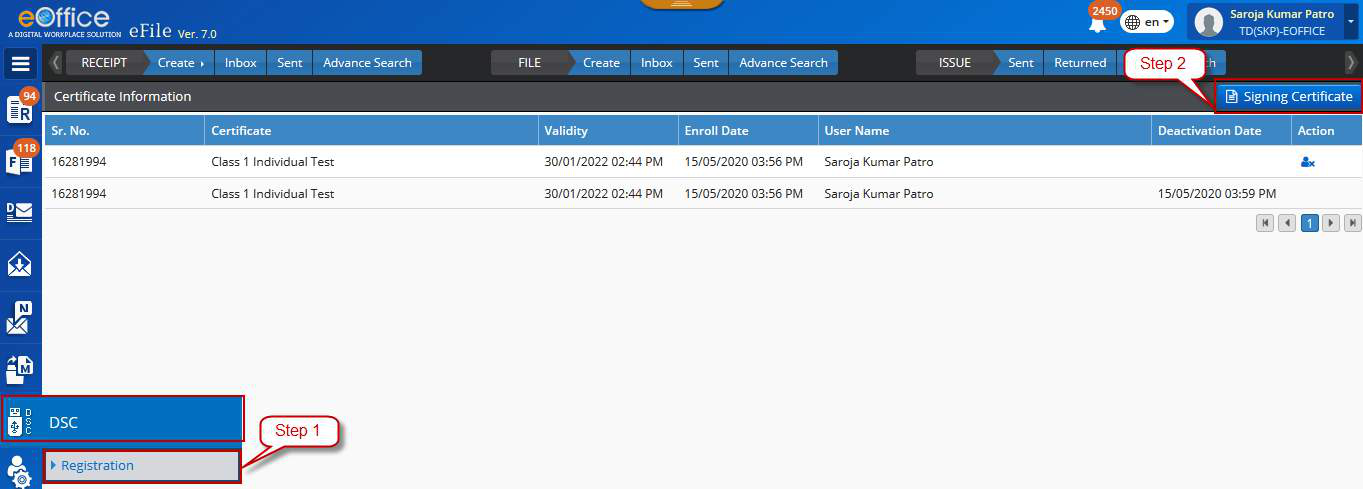 eOffice
A DIGITAL WORKPLACE SOLUTION eFile Ver. 7.0
2450
en
Saroja Kumar Patro
TD(SKP)-EOFFICE
RECEIPT Create Inbox Sent Advance Search FILE Create Inbox Sent Advance Search ISSUE Sent Returned
Step 2
94
R
Certificate Information
Signing Certificate
Sr. No. Certificate Validity Enroll Date User Name Deactivation Date Action
118
F
16281994 Class 1 Individual Test 30/01/2022 02:44 PM 15/05/2020 03:56 PM Saroja Kumar Patro
16281994 Class 1 Individual Test 30/01/2022 02:44 PM 15/05/2020 03:56 PM Saroja Kumar Patro 15/05/2020 03:59 PM
D
1
N
M
DSC
DSC
Step 1
Registration